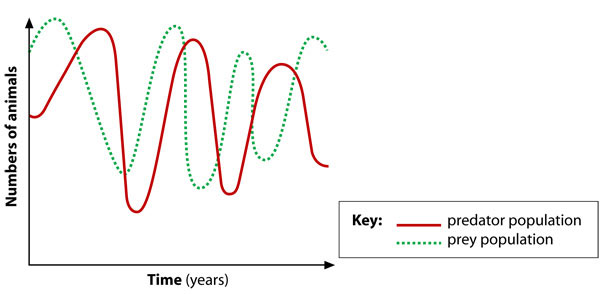 Numbers of animals
Key:
predator population
prey population
Time (years)